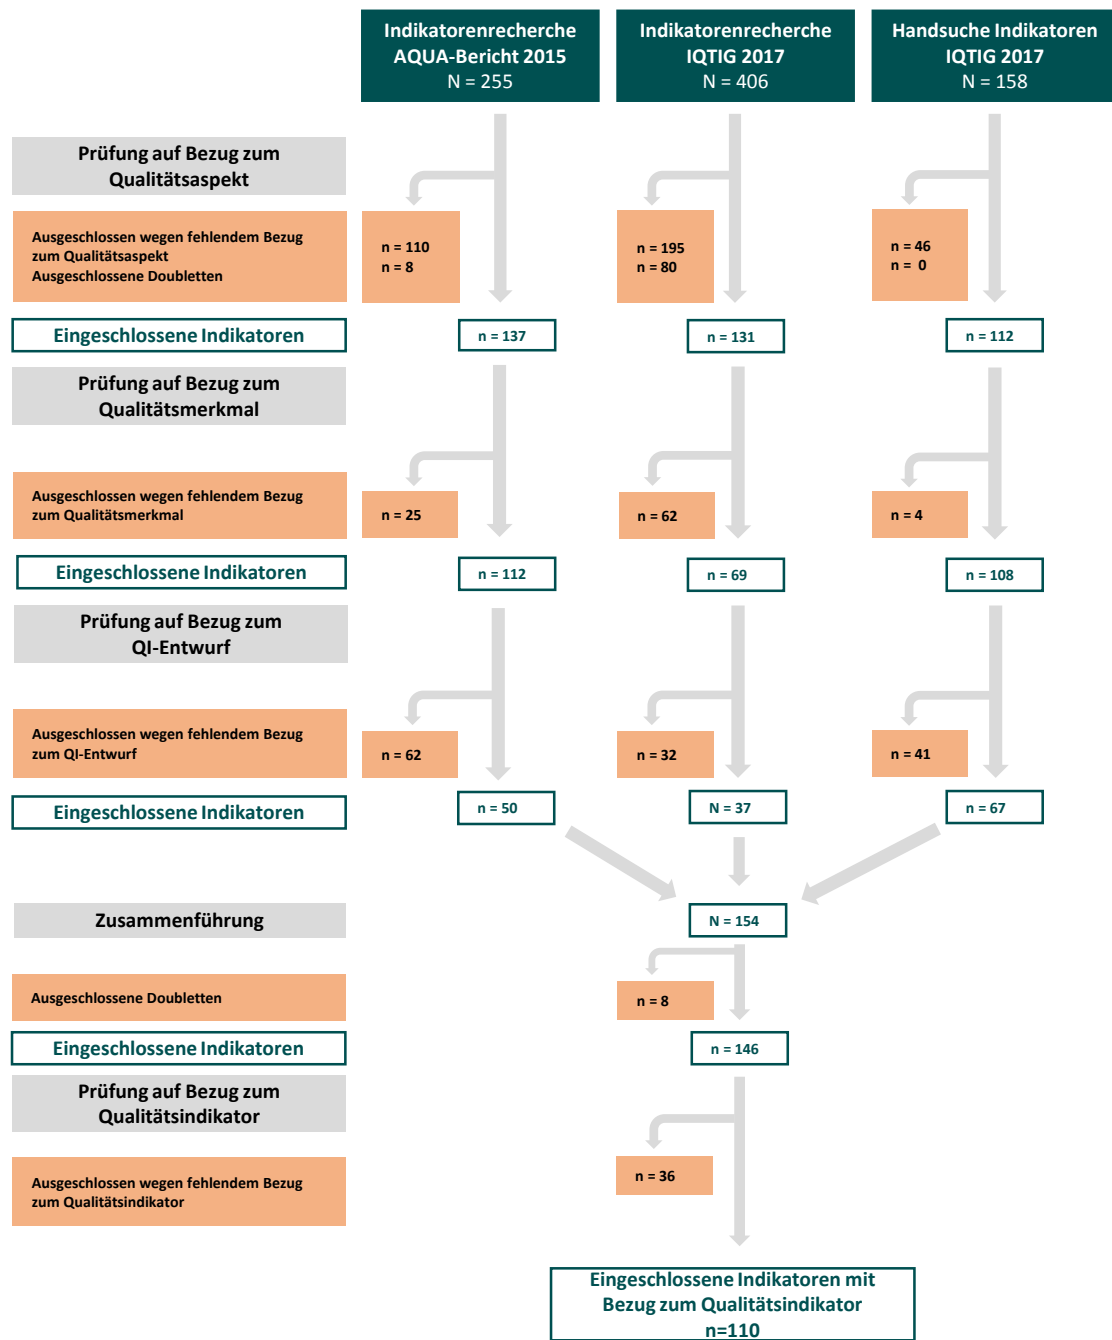 Indikatorenrecherche
AQUA-Bericht 2015
N = 255
Indikatorenrecherche
IQTIG 2017
N = 406
Handsuche Indikatoren
IQTIG 2017
N = 158
Prüfung auf Bezug zum
Qualitätsaspekt
Ausgeschlossen wegen fehlendem Bezug
zum Qualitätsaspekt
Ausgeschlossene Doubletten
n = 110
n = 8
n = 195
n = 80
n = 46
n = 0
Eingeschlossene Indikatoren
n = 137
n = 131
n = 112
Prüfung auf Bezug zum
Qualitätsmerkmal
Ausgeschlossen wegen fehlendem Bezug
zum Qualitätsmerkmal
n = 25
n = 62
n = 4
Eingeschlossene Indikatoren
n = 112
n = 69
n = 108
Prüfung auf Bezug zum
QI-Entwurf
Ausgeschlossen wegen fehlendem Bezug
zum QI-Entwurf
n = 62
n = 32
n = 41
Eingeschlossene Indikatoren
n = 50
N = 37
n = 67
Zusammenführung
N = 154
Ausgeschlossene Doubletten
n = 8
Eingeschlossene Indikatoren
n = 146
Prüfung auf Bezug zum
Qualitätsindikator
Ausgeschlossen wegen fehlendem Bezug
zum Qualitätsindikator
n = 36
Eingeschlossene Indikatoren mit
Bezug zum Qualitätsindikator
n=110